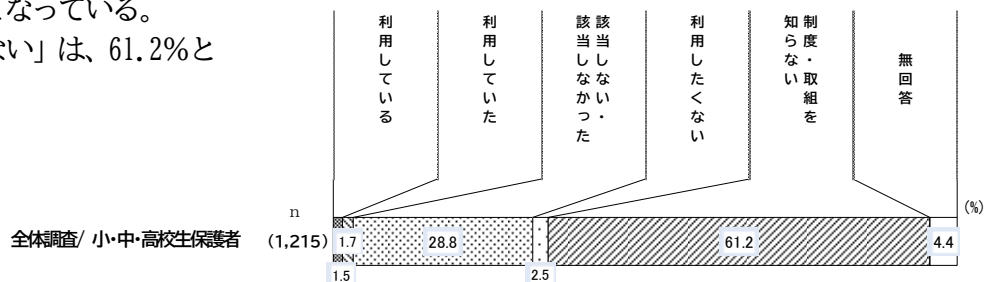 なっている。
ない」は、61.2%と
利用している
利用していた
該当しない・
該当しなかった
利用したくない
制度・取組を
知らない
無回答
(%)
n
全体調査/ 小・中・高校生保護者 (1,215) 1.7 28.8 61.2 4.4
1.5 2.5